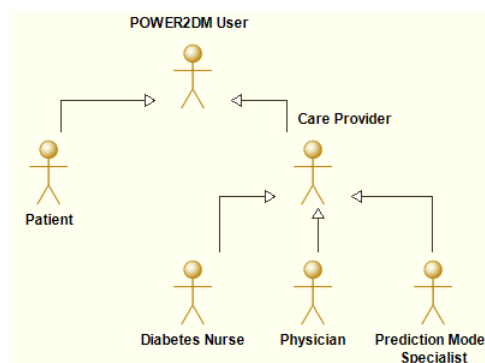 POWER2DM User
Care Provider
Patient
Diabetes Nurse
Physician
Prediction Mode
Specialist